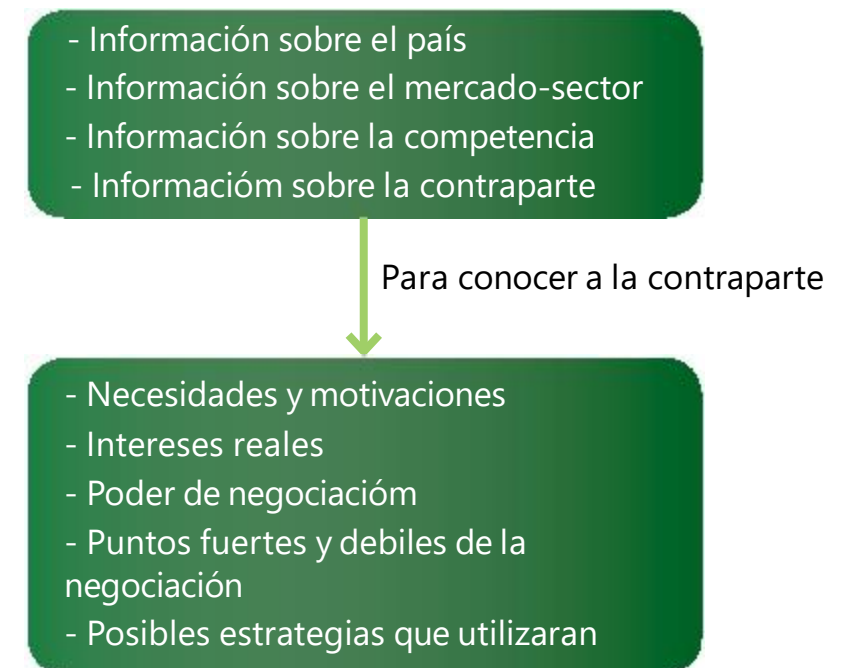 - Información sobre el país
- Información sobre el mercado-sector
- Información sobre la competencia
- Informacióm sobre la contraparte
Para conocer a la contraparte
- Necesidades y motivaciones
- Intereses reales
- Poder de negociacióm
- Puntos fuertes y debiles de la
negociación
- Posibles estrategias que utilizaran